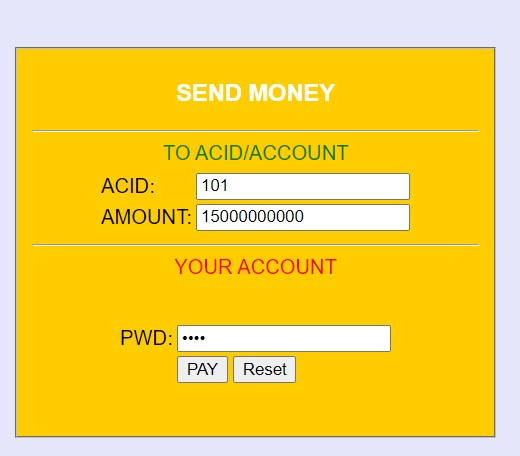 SEND MONEY
TO ACID/ACCOUNT
ACID: 101
AMOUNT: 15000000000
YOUR ACCOUNT
PWD: ••••
PAY Reset